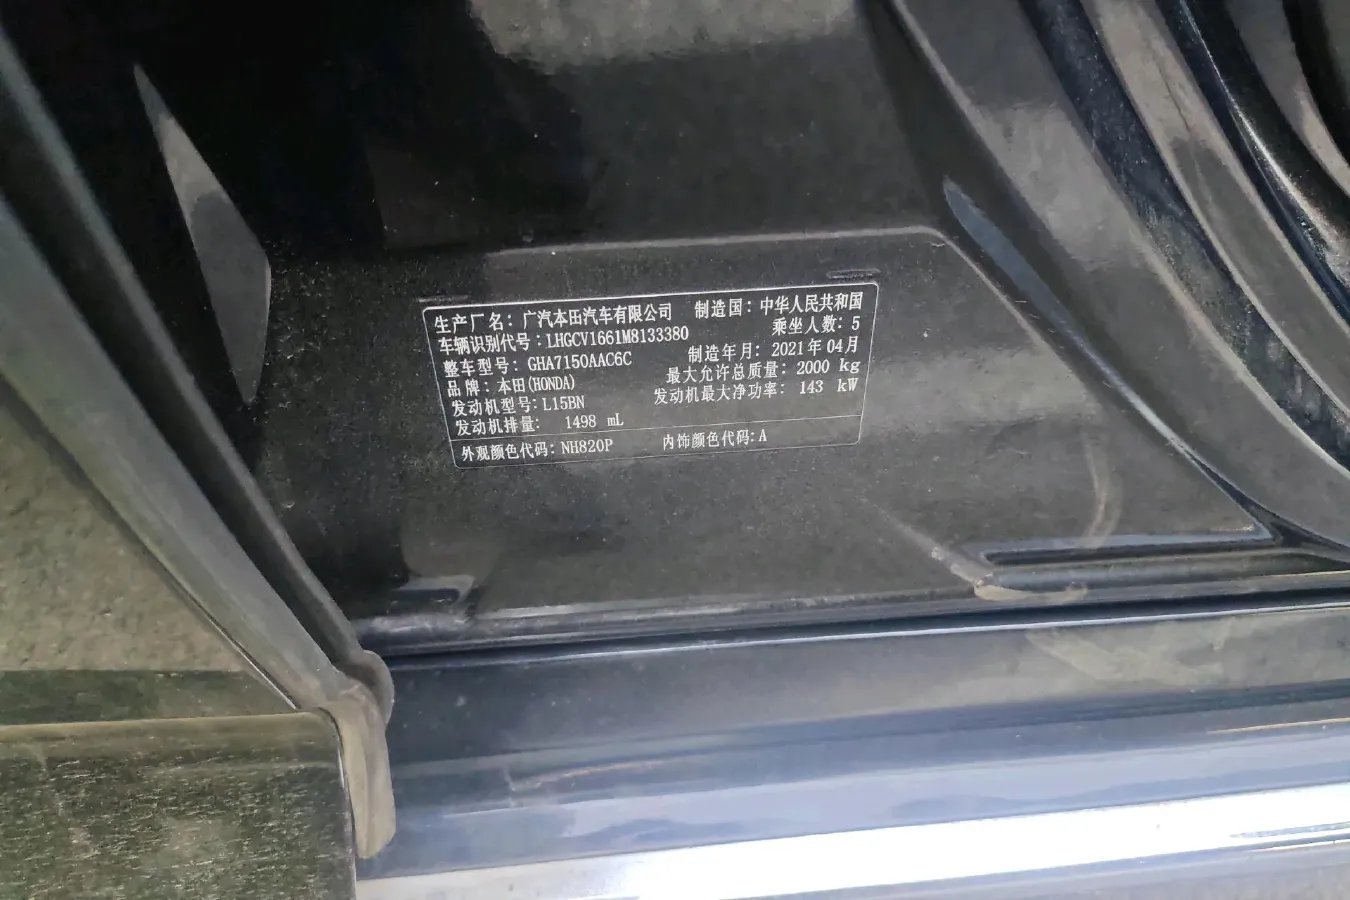 生产厂名：广汽本田汽车有限公司 制造国：中华人民共和国
车辆识别代号：LHGCV1661M8133380 乘坐人数：5
整车型号：GHA7150AAC6C 制造年月：2021年04月
品牌：本田(HONDA) 最大允许总质量：2000 kg
发动机型号：L15BN 发动机最大净功率：143 kW
发动机排量：1498 mL
外观颜色代码：NH820P 内饰颜色代码：A